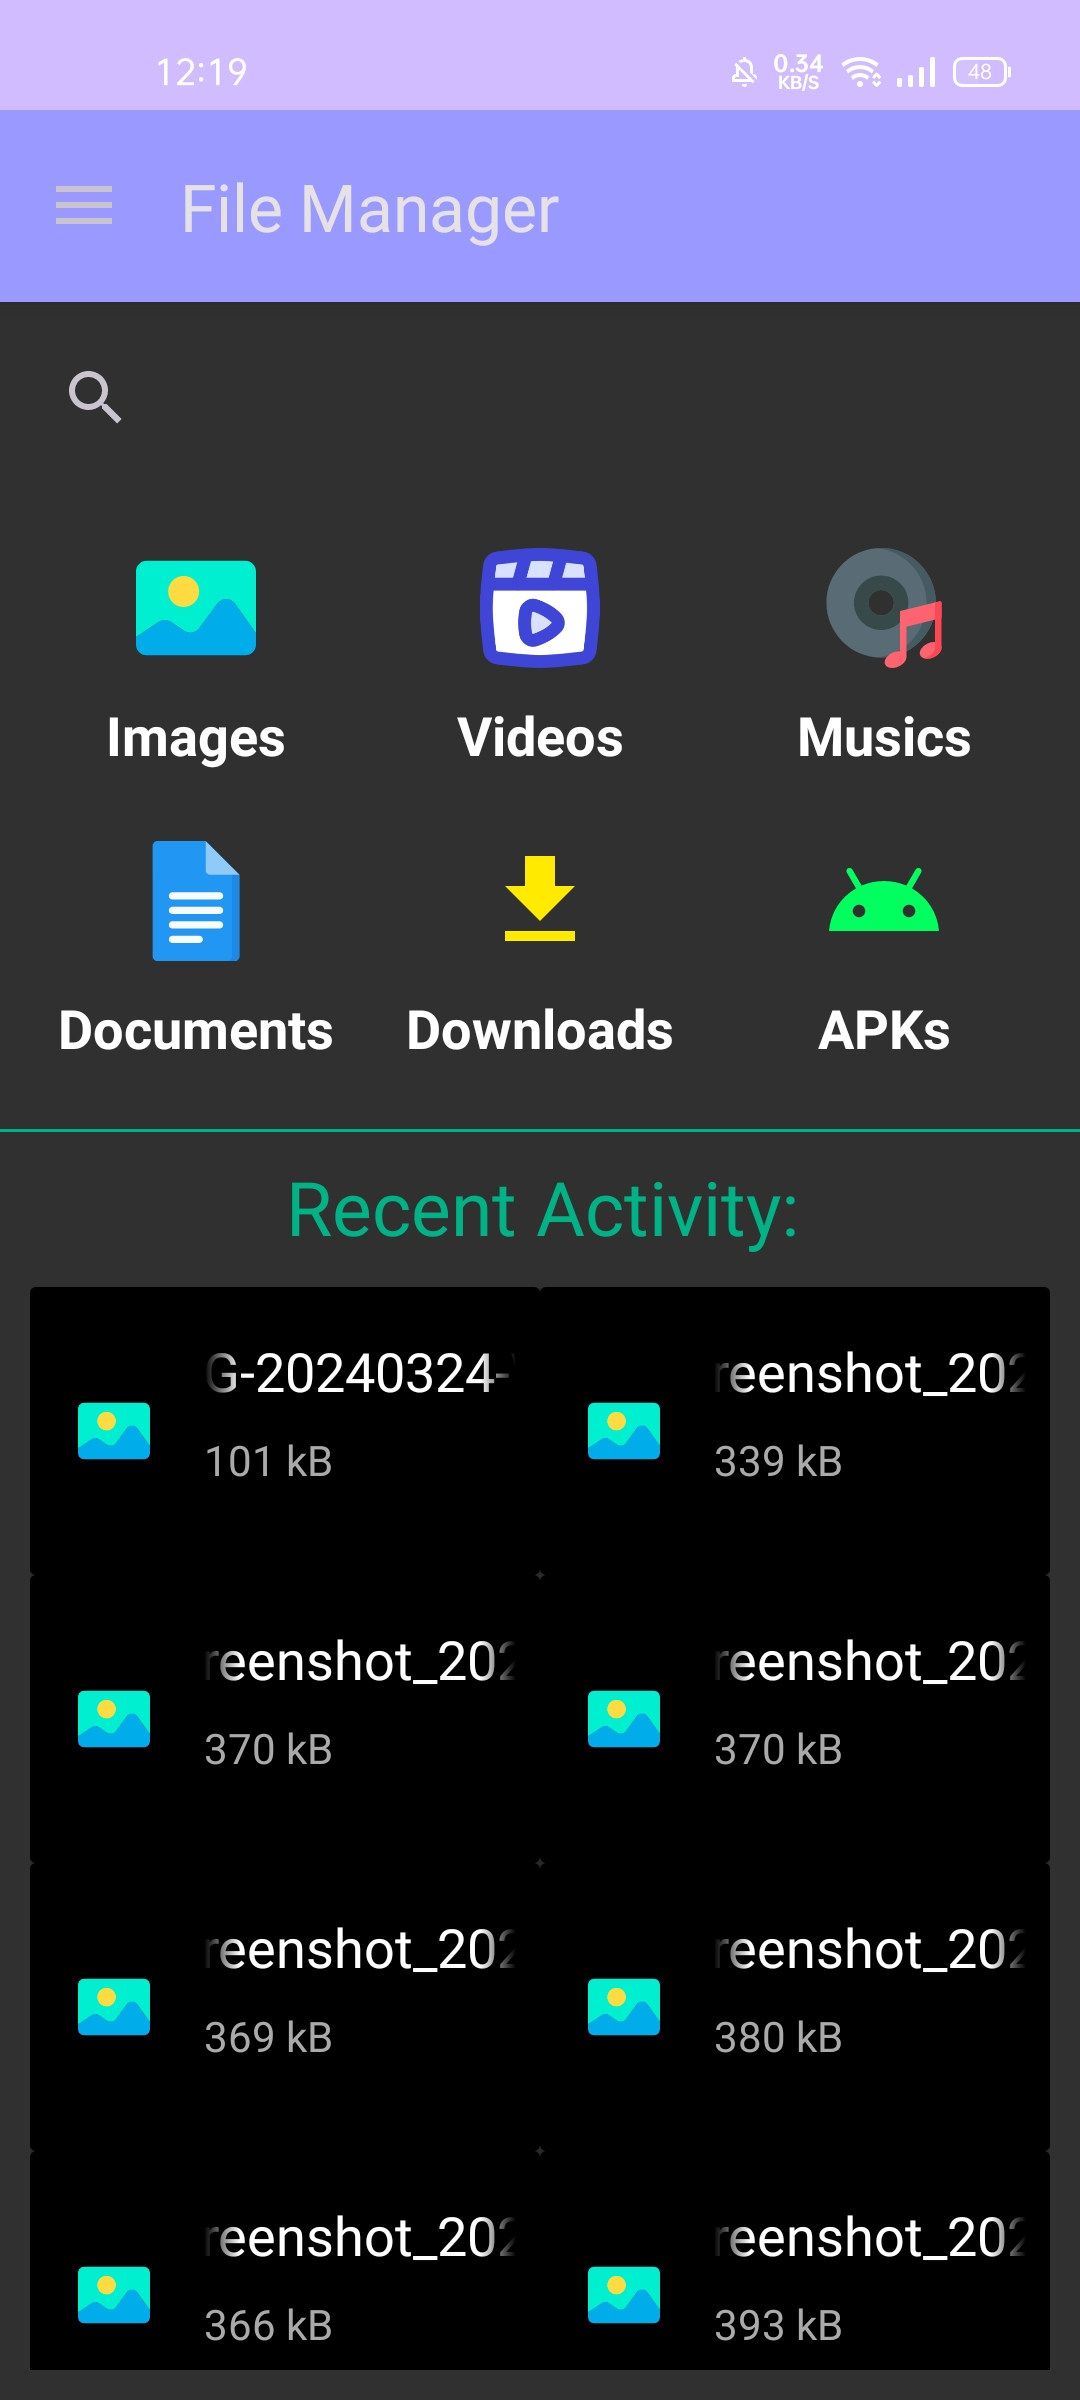 12:19
0.34
KB/S
48
File Manager
Images
Videos
Musics
Documents
Downloads
APKs
Recent Activity:
G-20240324-
reenshot_202
101 kB
339 kB
reenshot_202
reenshot_202
370 kB
370 kB
reenshot_202
reenshot_202
369 kB
380 kB
reenshot_202
reenshot_202
366 kB
393 kB